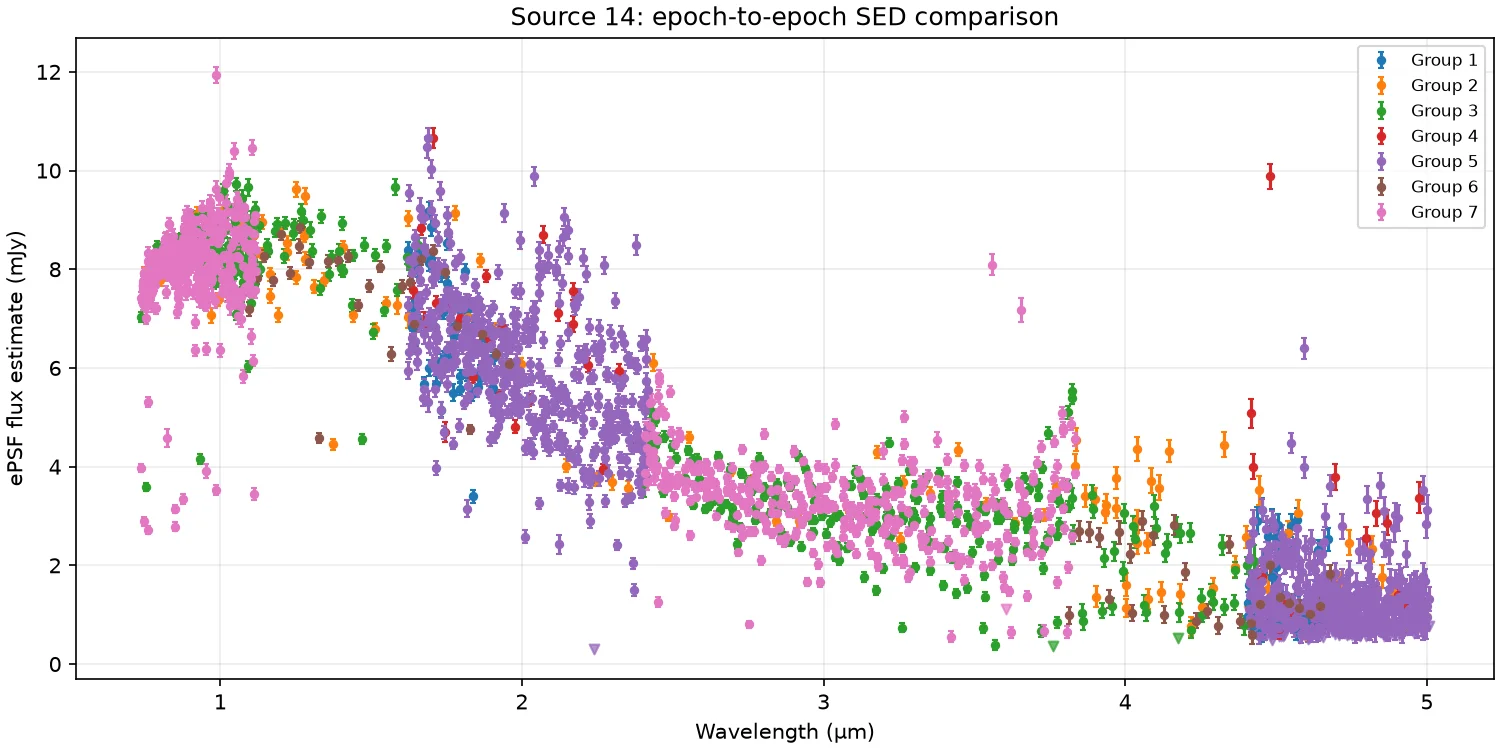 Source 14: epoch-to-epoch SED comparison
ePSF flux estimate (mJy)
12
10
8
6
4
2
0
Group 1
Group 2
Group 3
Group 4
Group 5
Group 6
Group 7
1 2 3 4 5
Wavelength (μm)